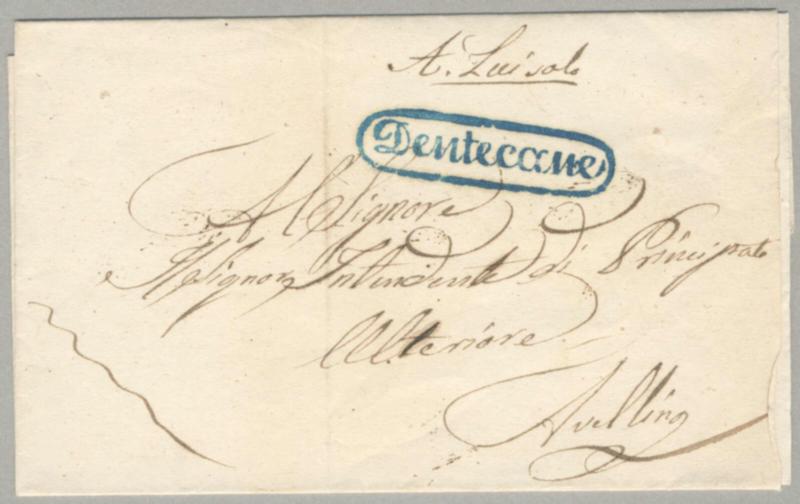 A. Luisolo
Dentecane
Al Signore
Il Signor Intendente di Principato
Ulteriore
Avellino